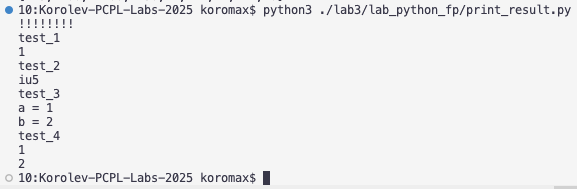 10:Korolev-PCPL-Labs-2025 koromax$ python3 ./lab3/lab_python_fp/print_result.py
!!!!!!!!
test_1
1
test_2
iu5
test_3
a = 1
b = 2
test_4
1
2
10:Korolev-PCPL-Labs-2025 koromax$